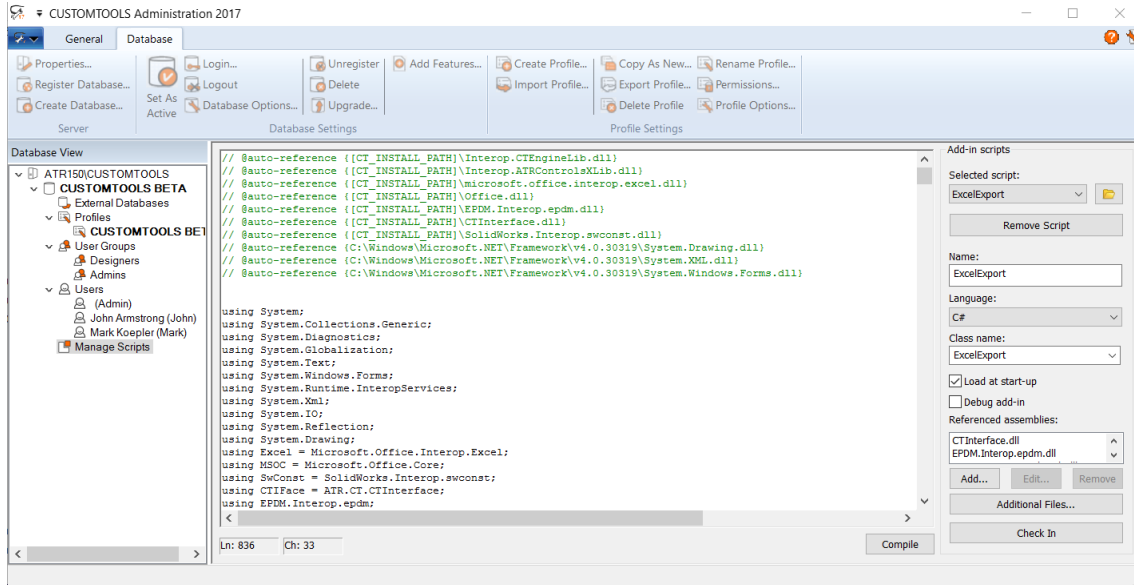 CUSTOMTOOLS Administration 2017
General Database
Properties...
Register Database...
Create Database...
Server
Set As Active
Login...
Logout
Database Options...
Unregister
Delete
Upgrade...
Add Features...
Database Settings
Create Profile...
Import Profile...
Copy As New...
Export Profile...
Delete Profile
Rename Profile...
Permissions...
Profile Options...
Profile Settings
Database View
ATR150\CUSTOMTOOLS
CUSTOMTOOLS BETA
External Databases
Profiles
CUSTOMTOOLS BET
User Groups
Designers
Admins
Users
(Admin)
John Armstrong (John)
Mark Koepler (Mark)
Manage Scripts
// @auto-reference {[CT_INSTALL_PATH]\Interop.CTEngineLib.dll}
// @auto-reference {[CT_INSTALL_PATH]\Interop.ATRControlsXLib.dll}
// @auto-reference {[CT_INSTALL_PATH]\microsoft.office.interop.excel.dll}
// @auto-reference {[CT_INSTALL_PATH]\Office.dll}
// @auto-reference {[CT_INSTALL_PATH]\EPDM.Interop.epdm.dll}
// @auto-reference {[CT_INSTALL_PATH]\CTInterface.dll}
// @auto-reference {[CT_INSTALL_PATH]\SolidWorks.Interop.swconst.dll}
// @auto-reference {C:\Windows\Microsoft.NET\Framework\v4.0.30319\System.Drawing.dll}
// @auto-reference {C:\Windows\Microsoft.NET\Framework\v4.0.30319\System.XML.dll}
// @auto-reference {C:\Windows\Microsoft.NET\Framework\v4.0.30319\System.Windows.Forms.dll}
using System;
using System.Collections.Generic;
using System.Diagnostics;
using System.Globalization;
using System.Text;
using System.Windows.Forms;
using System.Runtime.InteropServices;
using System.Xml;
using System.IO;
using System.Reflection;
using System.Drawing;
using Excel = Microsoft.Office.Interop.Excel;
using MSOC = Microsoft.Office.Core;
using SwConst = SolidWorks.Interop.swconst;
using CTIFace = ATR.CT.CTInterface;
using EPDM.Interop.epdm;
Ln: 836 Ch: 33
Compile
Add-in scripts
Selected script:
ExcelExport
Remove Script
Name:
ExcelExport
Language:
C#
Class name:
ExcelExport
Load at start-up
Debug add-in
Referenced assemblies:
CTInterface.dll
EPDM.Interop.epdm.dll
Add... Edit... Remove
Additional Files...
Check In